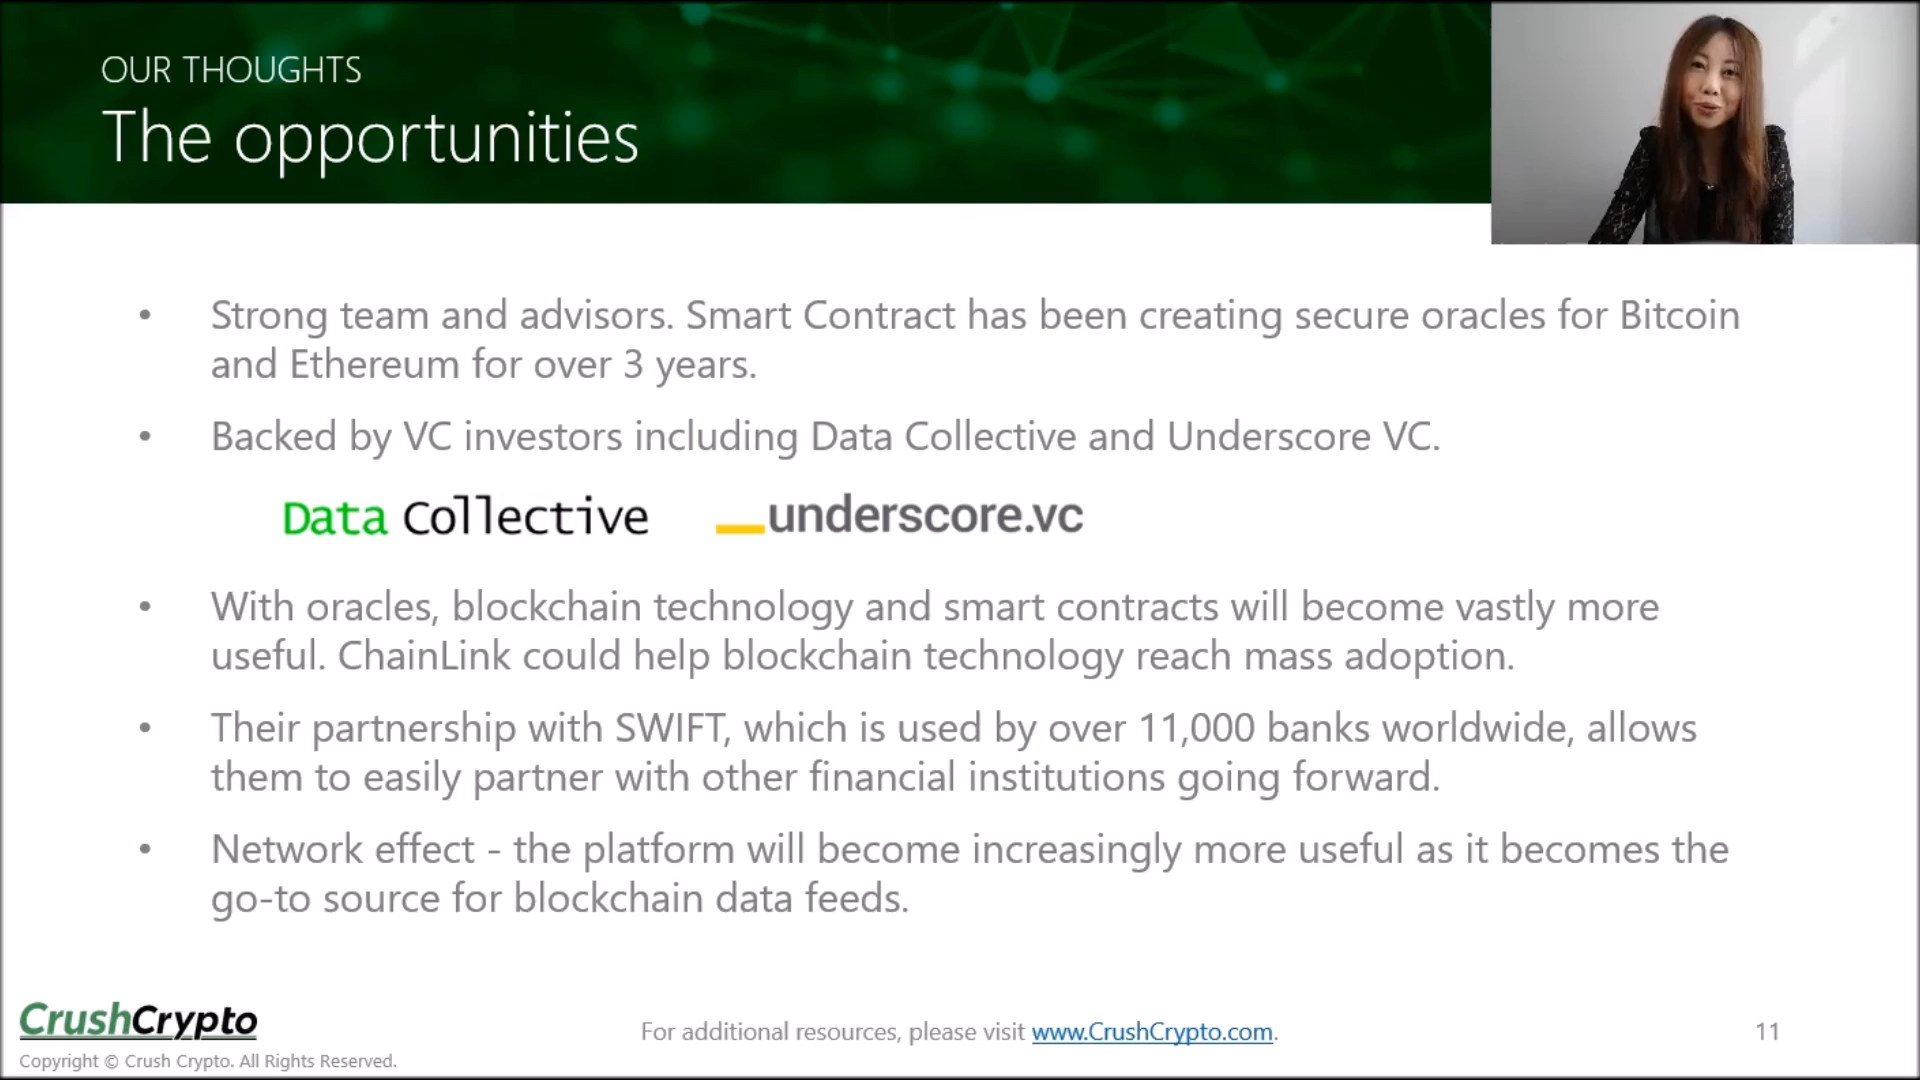 OUR THOUGHTS
The opportunities
• Strong team and advisors. Smart Contract has been creating secure oracles for Bitcoin
and Ethereum for over 3 years.
• Backed by VC investors including Data Collective and Underscore VC.
Data Collective
_underscore.vc
• With oracles, blockchain technology and smart contracts will become vastly more
useful. ChainLink could help blockchain technology reach mass adoption.
• Their partnership with SWIFT, which is used by over 11,000 banks worldwide, allows
them to easily partner with other financial institutions going forward.
• Network effect - the platform will become increasingly more useful as it becomes the
go-to source for blockchain data feeds.
CrushCrypto
Copyright © Crush Crypto. All Rights Reserved.
For additional resources, please visit www.CrushCrypto.com.
11